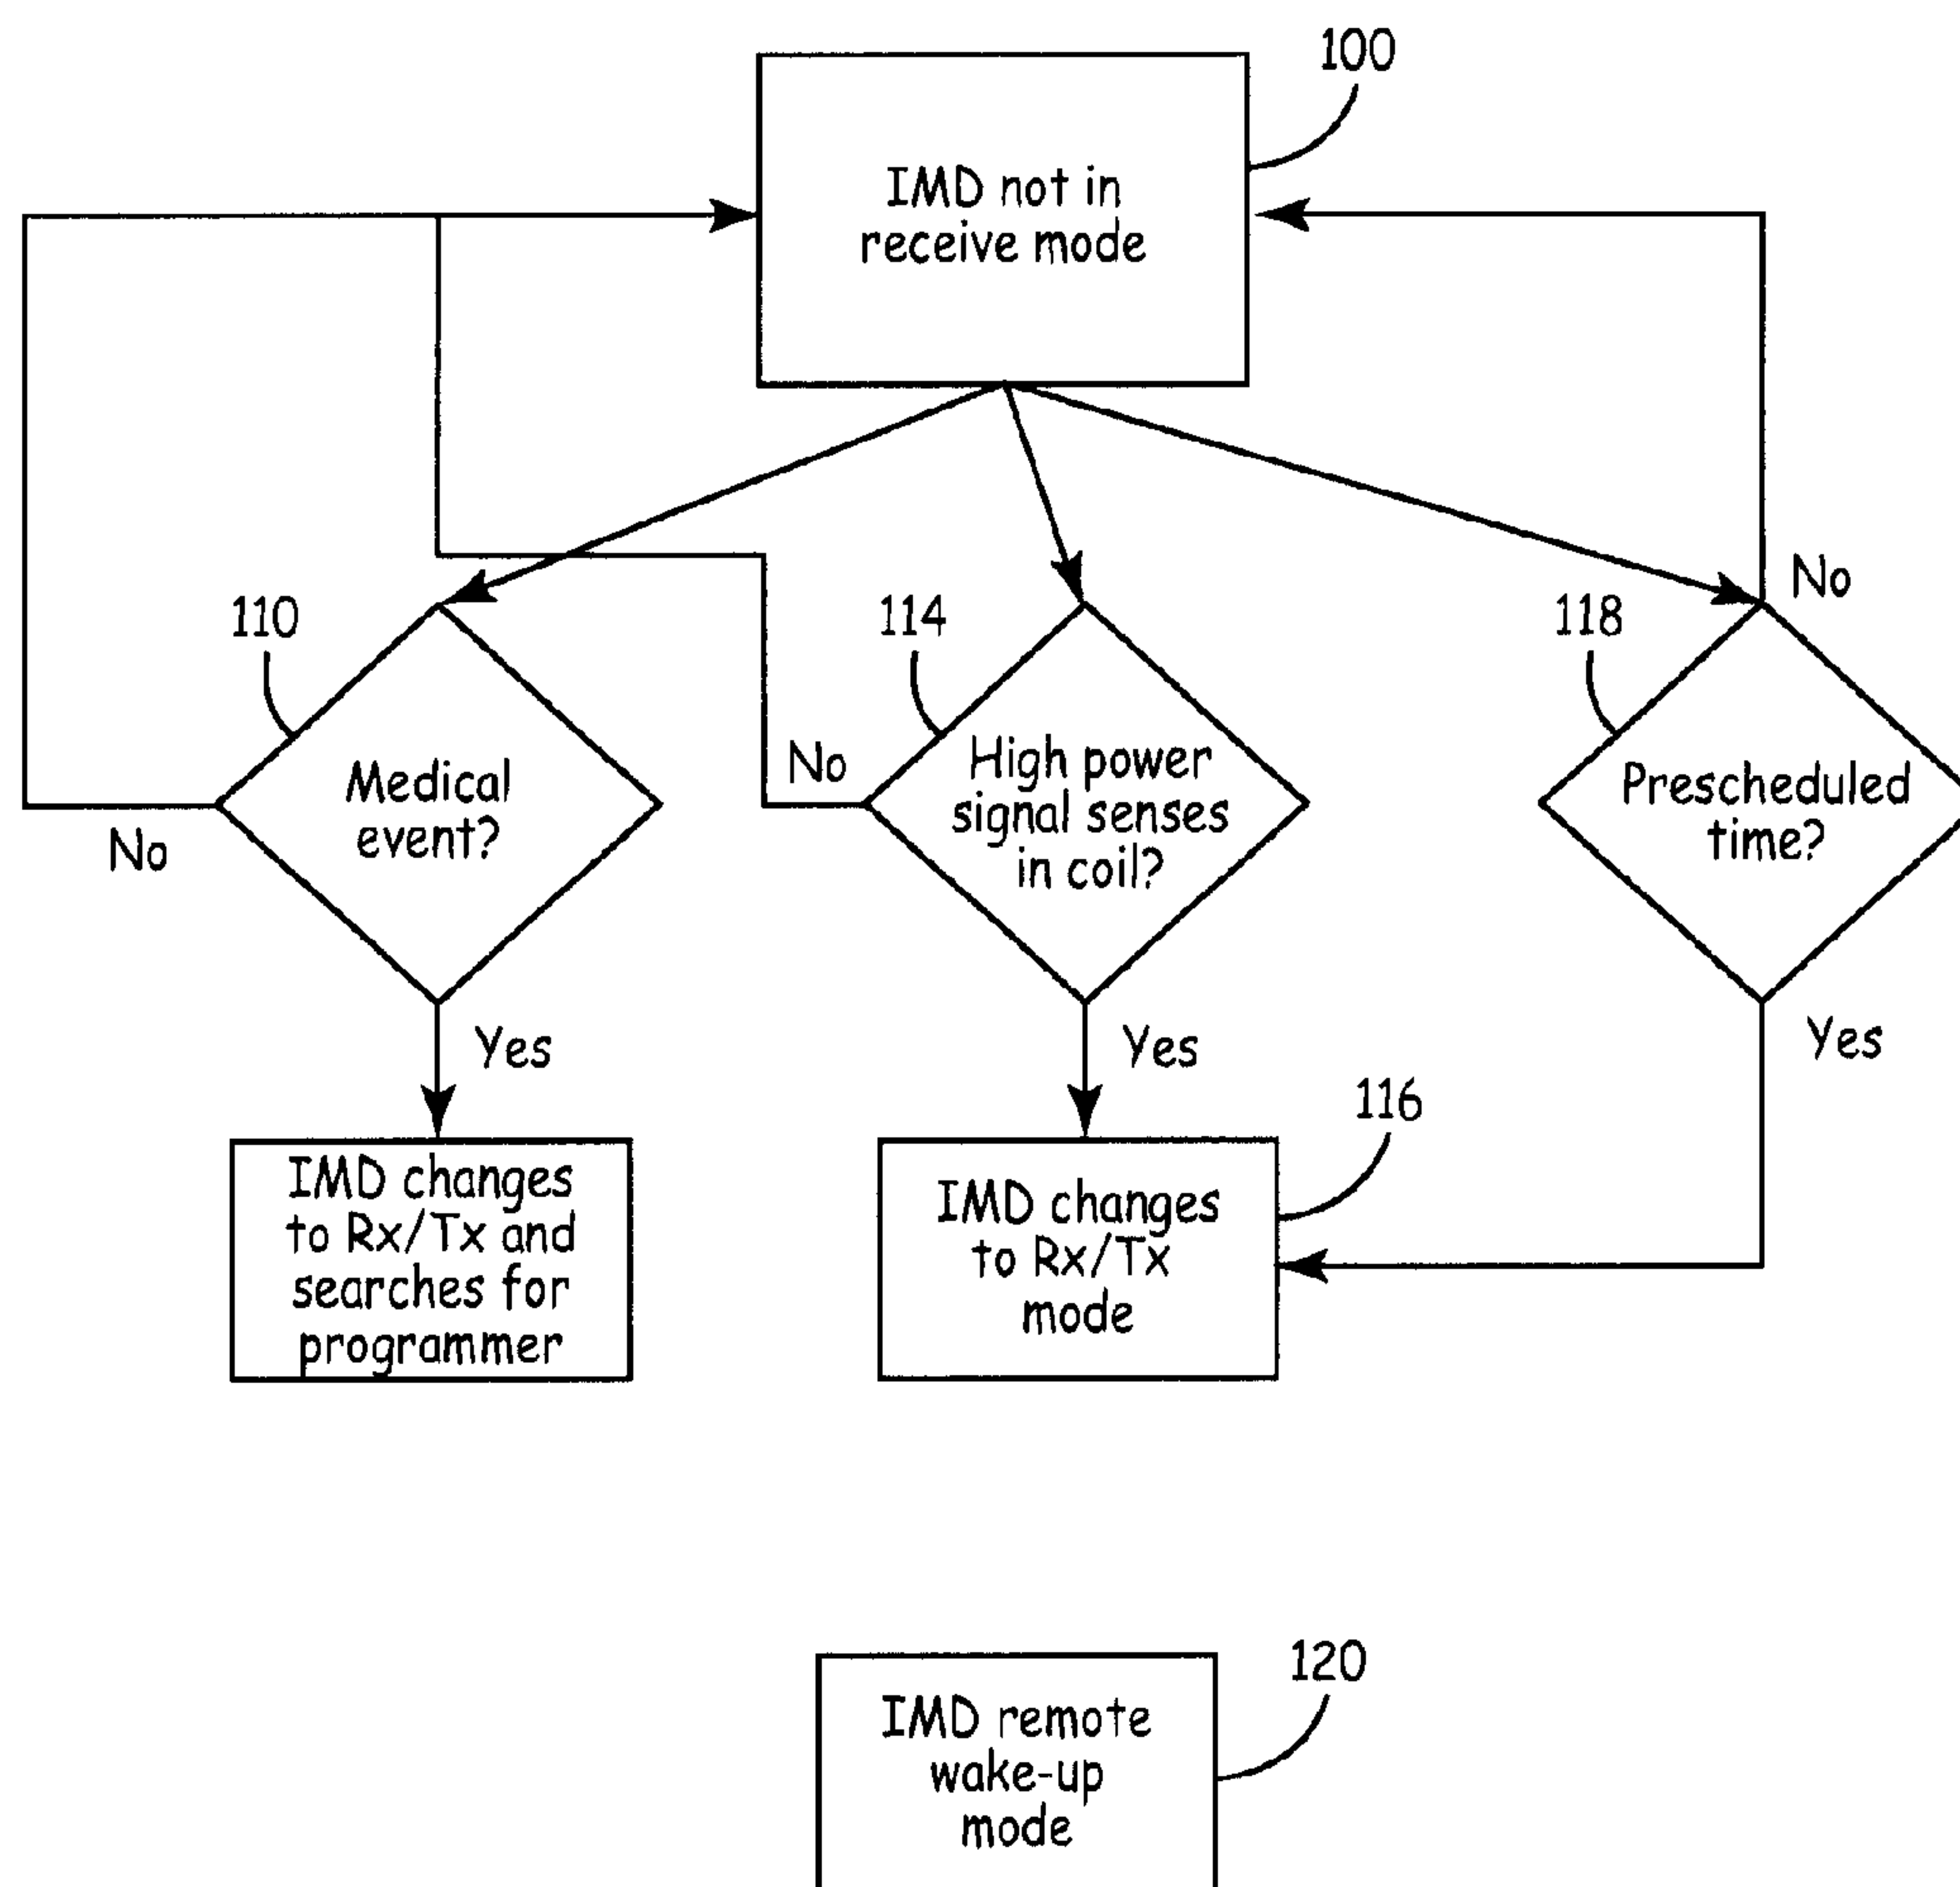 100
IMD not in
receive mode
No
110
114
118
Medical
event?
No
No
High power
signal senses
in coil?
Prescheduled
time?
Yes
Yes
Yes
116
IMD changes
to Rx/Tx and
searches for
programmer
IMD changes
to Rx/Tx
mode
120
IMD remote
wake-up
mode